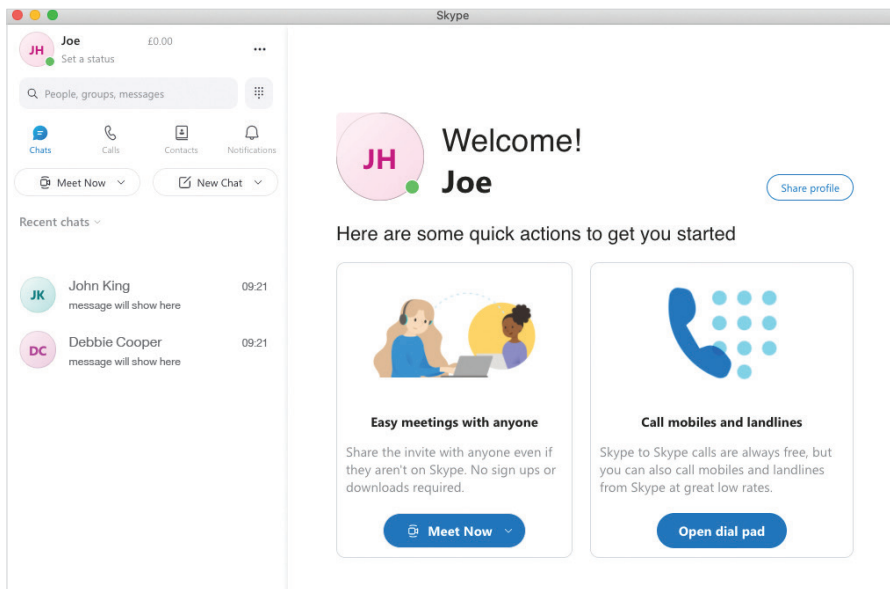 Skype
JH
Joe
£0.00
Set a status
People, groups, messages
Chats
Calls
Contacts
Notifications
Meet Now
New Chat
Recent chats
JK
John King
09:21
message will show here
DC
Debbie Cooper
09:21
message will show here
JH
Welcome!
Joe
Share profile
Here are some quick actions to get you started
Easy meetings with anyone
Share the invite with anyone even if
they aren't on Skype. No sign ups or
downloads required.
Meet Now
Call mobiles and landlines
Skype to Skype calls are always free, but
you can also call mobiles and landlines
from Skype at great low rates.
Open dial pad